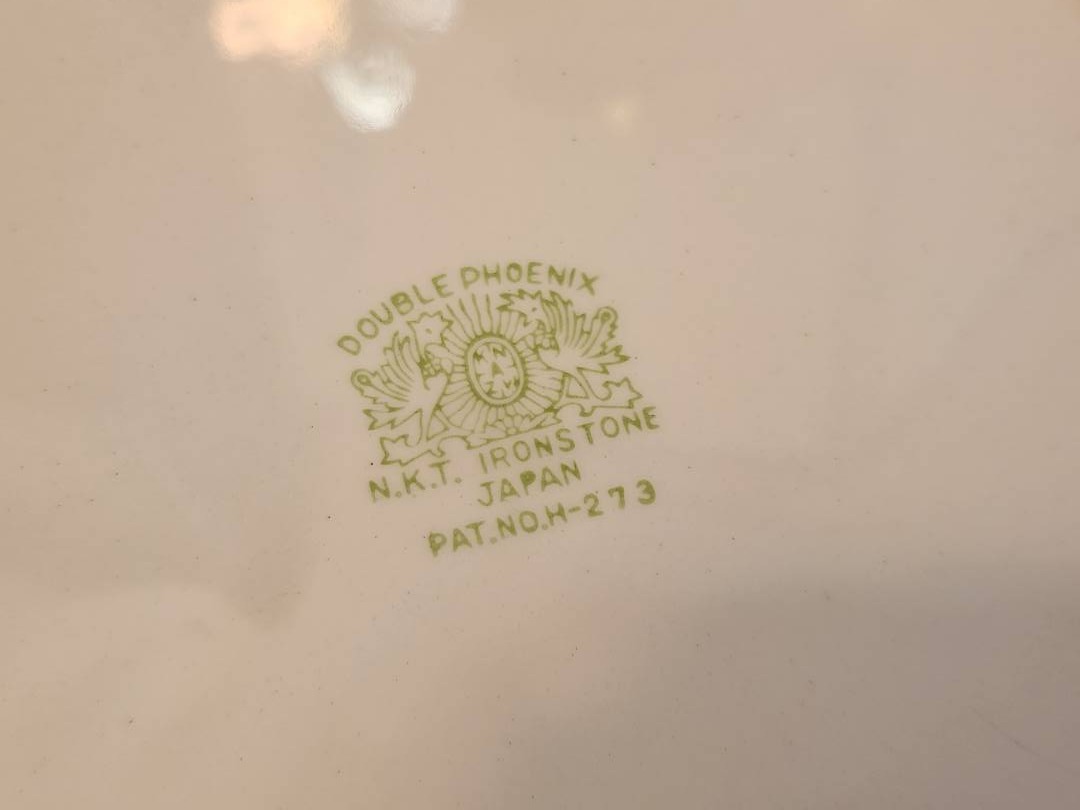 DOUBLE PHOENIX
N.K.T. IRONSTONE
JAPAN
PAT.NO.H-273